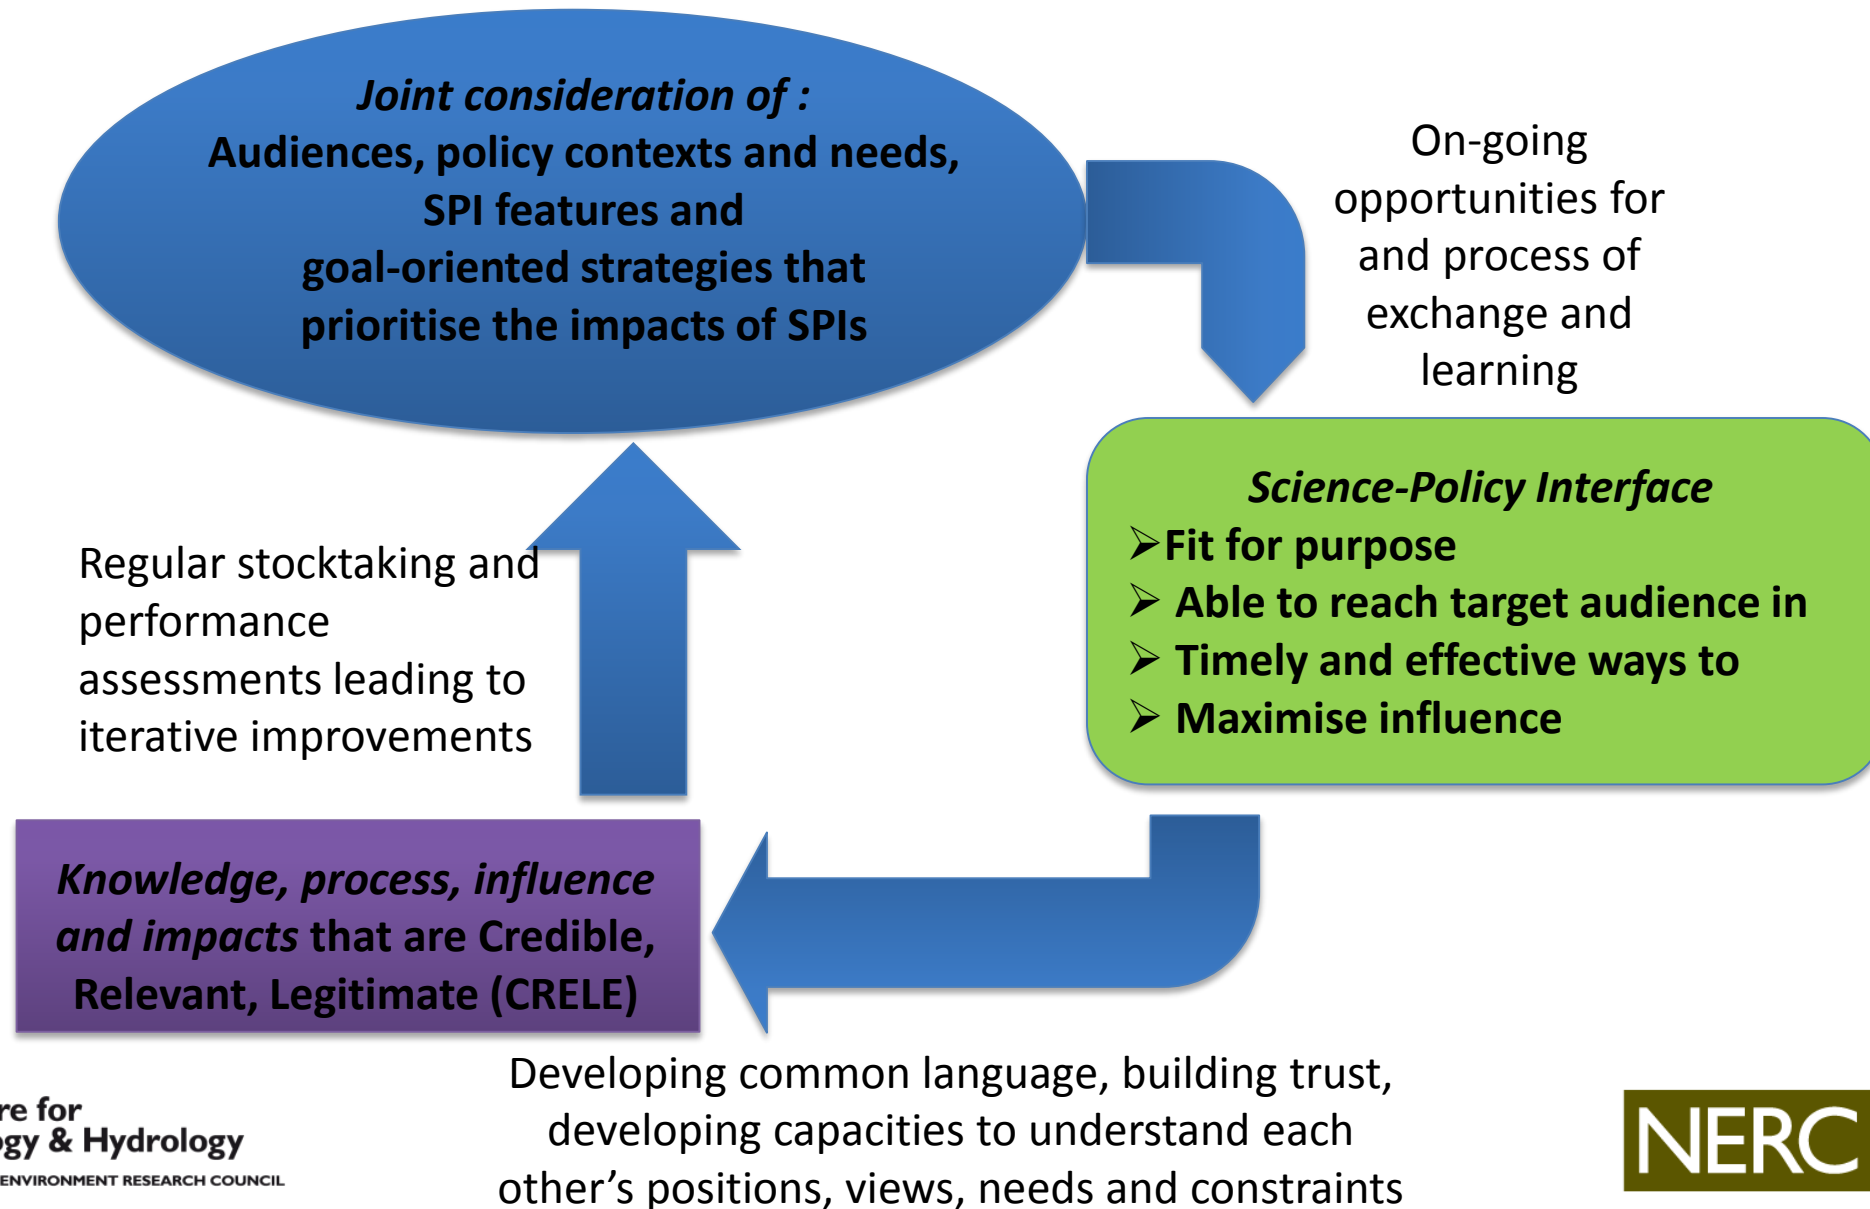 Joint consideration of :
Audiences, policy contexts and needs,
SPI features and
goal-oriented strategies that
prioritise the impacts of SPIs
On-going
opportunities for
and process of
exchange and
learning
Science-Policy Interface
➢Fit for purpose
➢ Able to reach target audience in
➢ Timely and effective ways to
➢ Maximise influence
Regular stocktaking and
performance
assessments leading to
iterative improvements
Knowledge, process, influence
and impacts that are Credible,
Relevant, Legitimate (CRELE)
Developing common language, building trust,
developing capacities to understand each
other’s positions, views, needs and constraints
re for
ogy & Hydrology
ENVIRONMENT RESEARCH COUNCIL
NERC